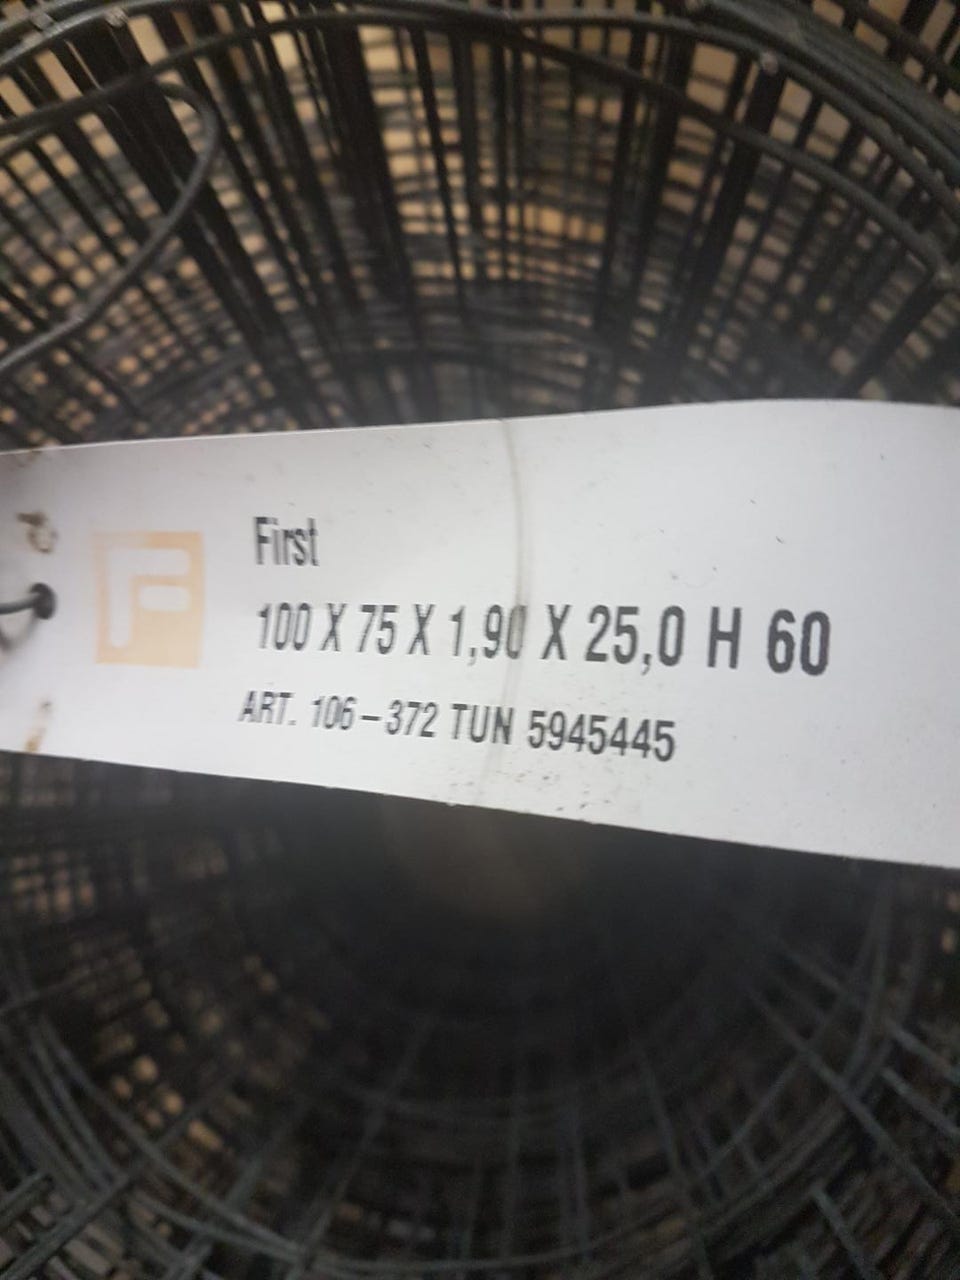 First
100 X 75 X 1,90 X 25,0 H 60
ART. 106-372 TUN 5945445